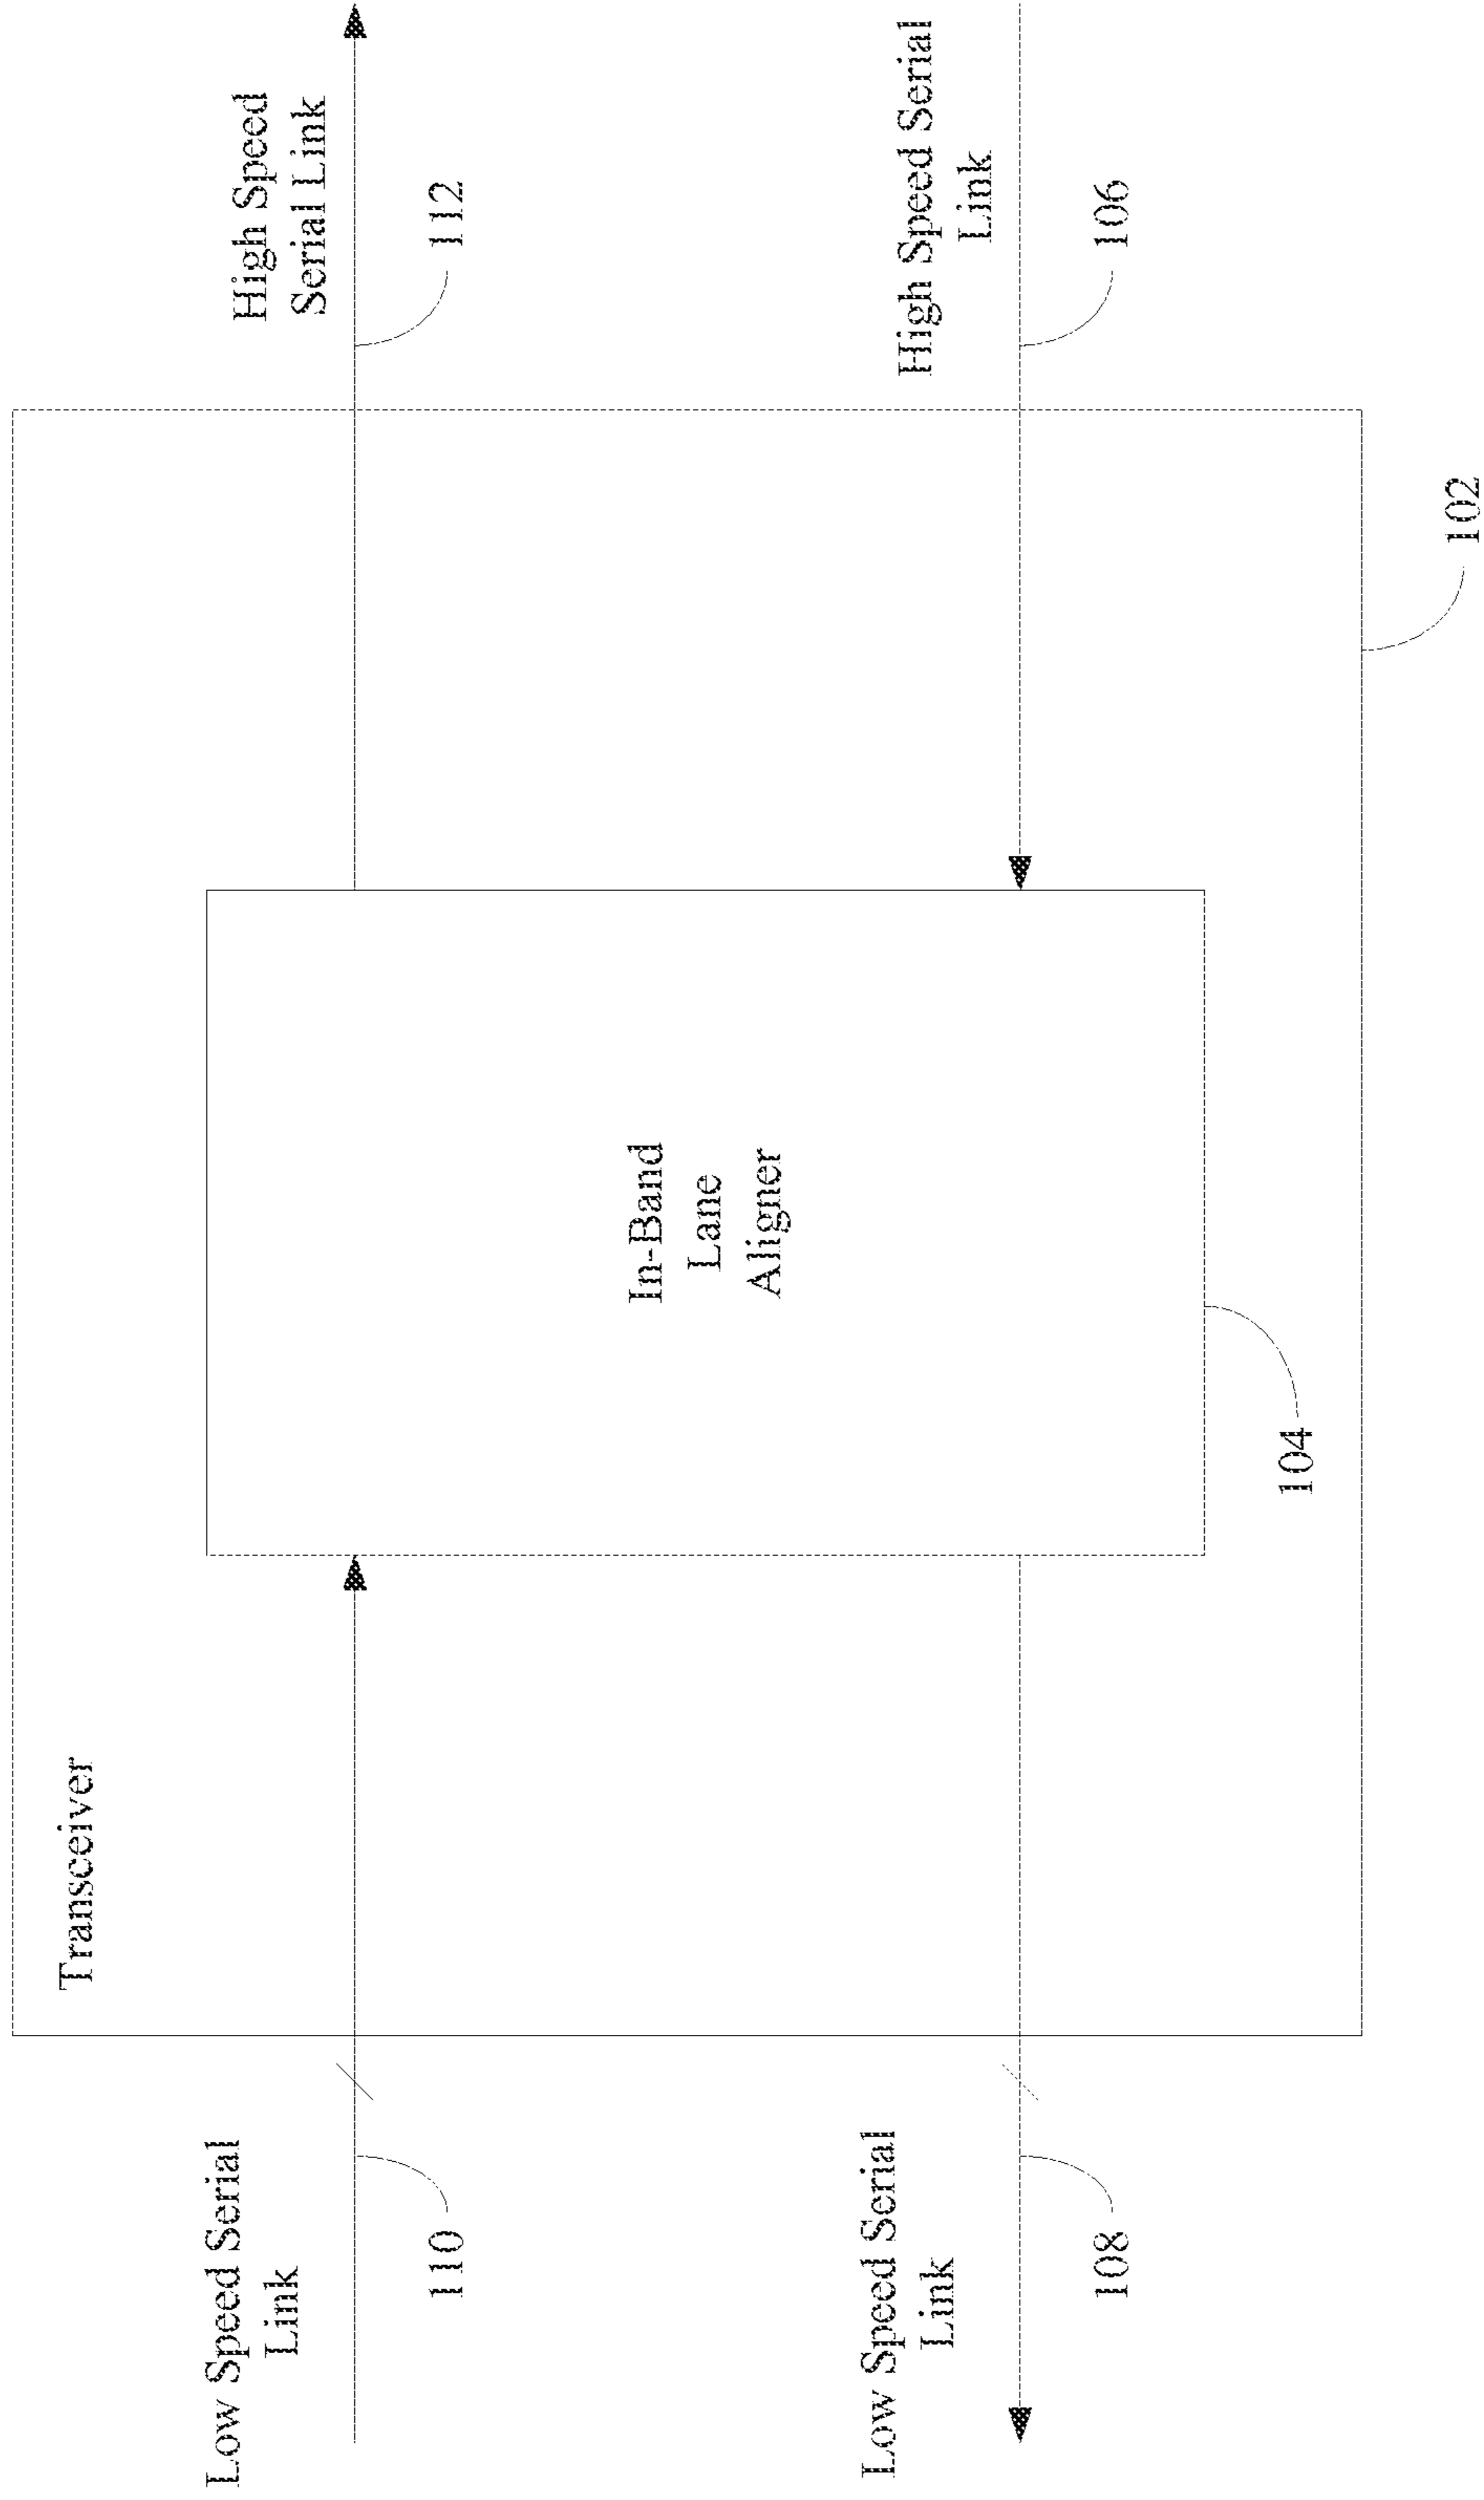 Transceiver
Low Speed Serial
Link
110
High Speed
Serial Link
112
In-Band
Lane
Aligner
Low Speed Serial
Link
108
High Speed Serial
Link
106
104
102